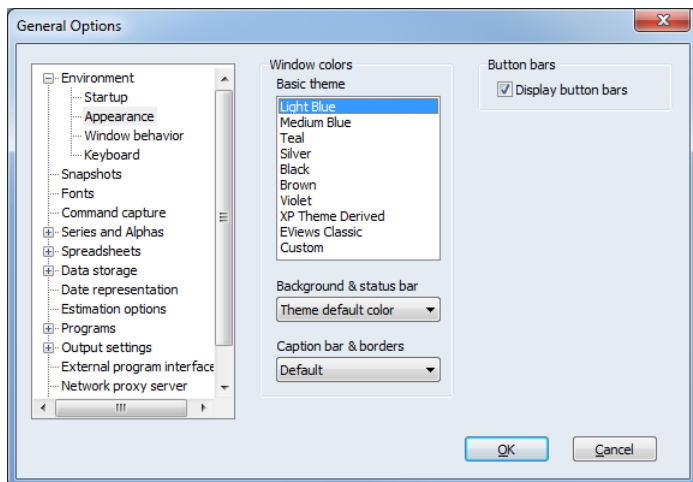 General Options
Environment
Startup
Appearance
Window behavior
Keyboard
Snapshots
Fonts
Command capture
Series and Alphas
Spreadsheets
Data storage
Date representation
Estimation options
Programs
Output settings
External program interface
Network proxy server
Window colors
Basic theme
Light Blue
Medium Blue
Teal
Silver
Black
Brown
Violet
XP Theme Derived
EViews Classic
Custom
Background & status bar
Theme default color
Caption bar & borders
Default
Button bars
Display button bars
OK
Cancel